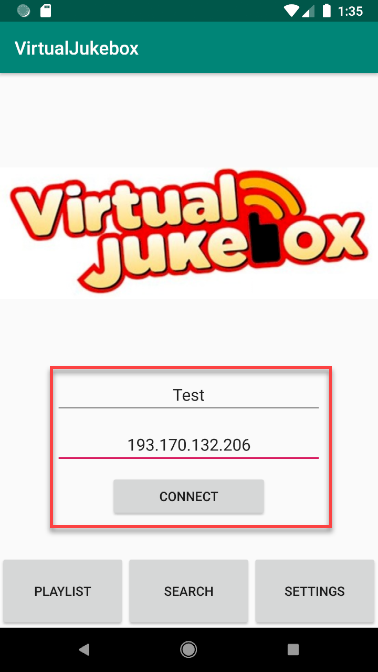 1:35
VirtualJukebox
Virtual
Jukebox
Test
193.170.132.206
CONNECT
PLAYLIST SEARCH SETTINGS